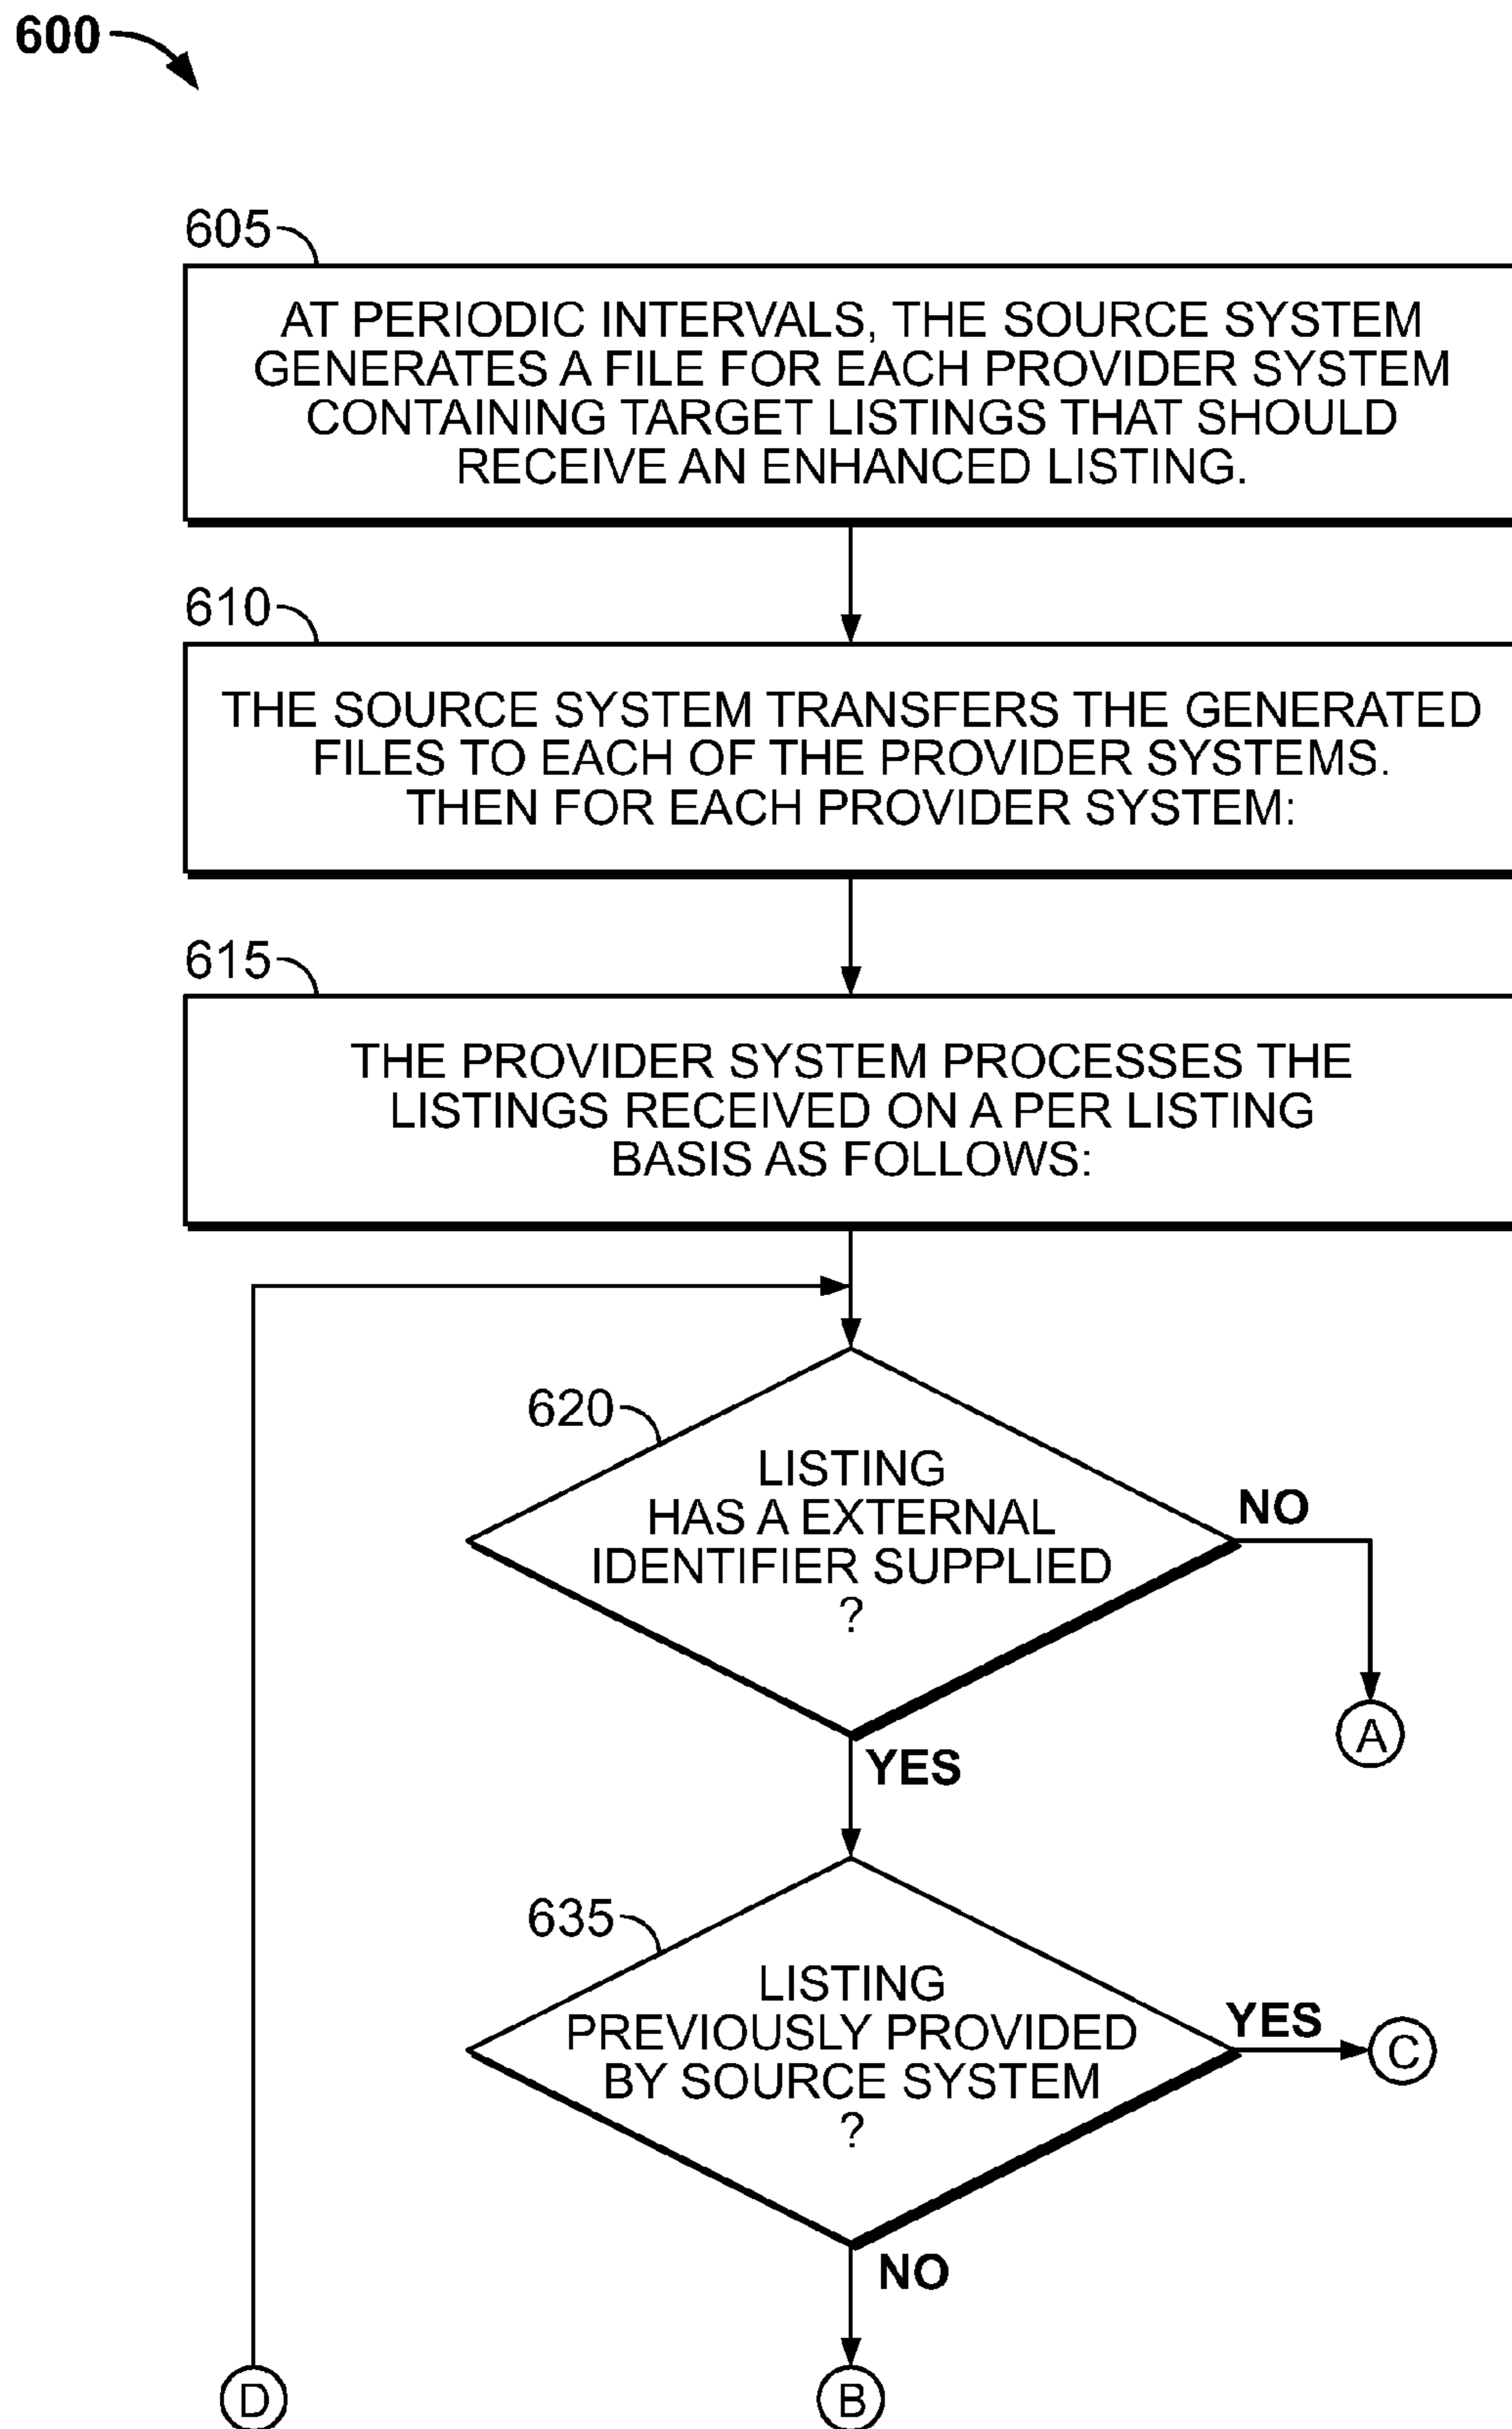 600
605
AT PERIODIC INTERVALS, THE SOURCE SYSTEM
GENERATES A FILE FOR EACH PROVIDER SYSTEM
CONTAINING TARGET LISTINGS THAT SHOULD
RECEIVE AN ENHANCED LISTING.
610
THE SOURCE SYSTEM TRANSFERS THE GENERATED
FILES TO EACH OF THE PROVIDER SYSTEMS.
THEN FOR EACH PROVIDER SYSTEM:
615
THE PROVIDER SYSTEM PROCESSES THE
LISTINGS RECEIVED ON A PER LISTING
BASIS AS FOLLOWS:
620
LISTING
HAS A EXTERNAL
IDENTIFIER SUPPLIED
?
NO
A
YES
635
LISTING
PREVIOUSLY PROVIDED
BY SOURCE SYSTEM
?
YES
C
NO
D
B